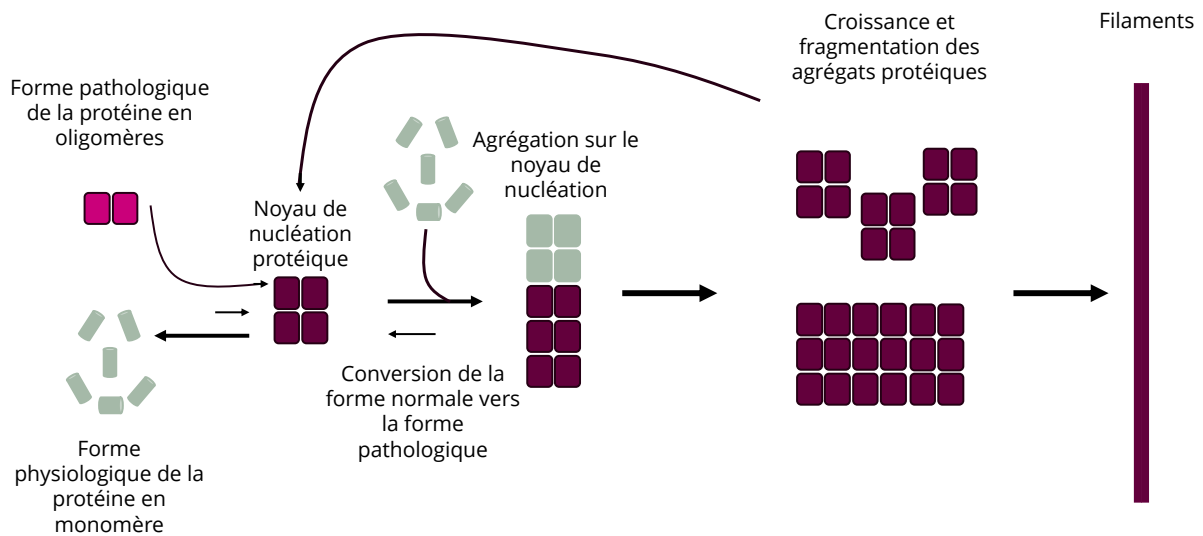 Forme pathologique
de la protéine en
oligomères
Noyau de
nucléation
protéique
Forme
physiologique de la
protéine en
monomère
Agrégation sur le
noyau de
nucléation
Conversion de la
forme normale vers
la forme
pathologique
Croissance et
fragmentation des
agrégats protéiques
Filaments